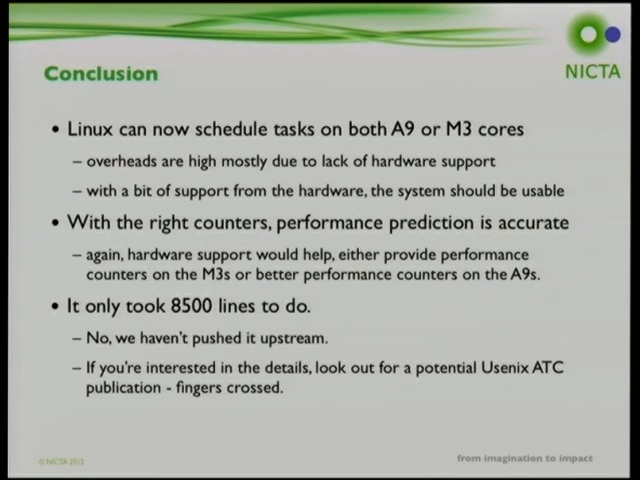 NICTA
Conclusion
• Linux can now schedule tasks on both A9 or M3 cores
– overheads are high mostly due to lack of hardware support
– with a bit of support from the hardware, the system should be usable
• With the right counters, performance prediction is accurate
– again, hardware support would help, either provide performance
counters on the M3s or better performance counters on the A9s.
• It only took 8500 lines to do.
– No, we haven't pushed it upstream.
– If you're interested in the details, look out for a potential Usenix ATC
publication - fingers crossed.
© NICTA 2012
from imagination to impact